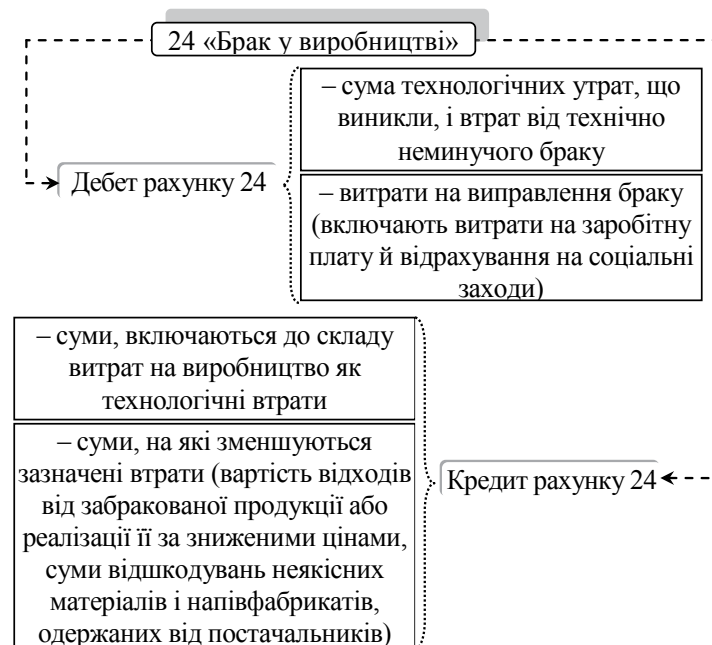 24 «Брак у виробництві»
– сума технологічних утрат, що
виникли, і втрат від технічно
неминучого браку
Дебет рахунку 24
– витрати на виправлення браку
(включають витрати на заробітну
плату й відрахування на соціальні
заходи)
– суми, включаються до складу
витрат на виробництво як
технологічні втрати
– суми, на які зменшуються
зазначені втрати (вартість відходів
від забракованої продукції або
реалізації її за зниженими цінами,
суми відшкодувань неякісних
матеріалів і напівфабрикатів,
одержаних від постачальників)
Кредит рахунку 24